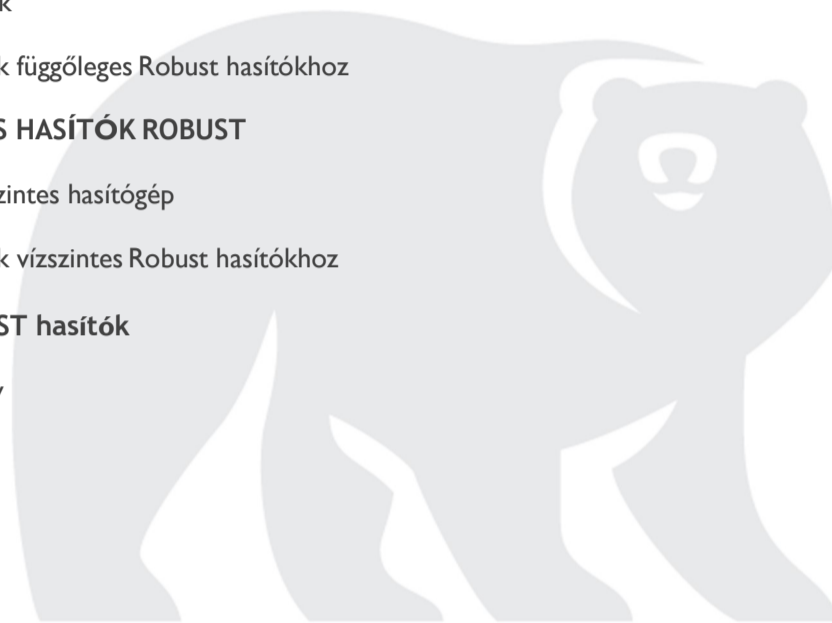 k
k függőleges Robust hasítókhoz
S HASÍTÓK ROBUST
zintes hasítógép
k vízszintes Robust hasítókhoz
ST hasítók